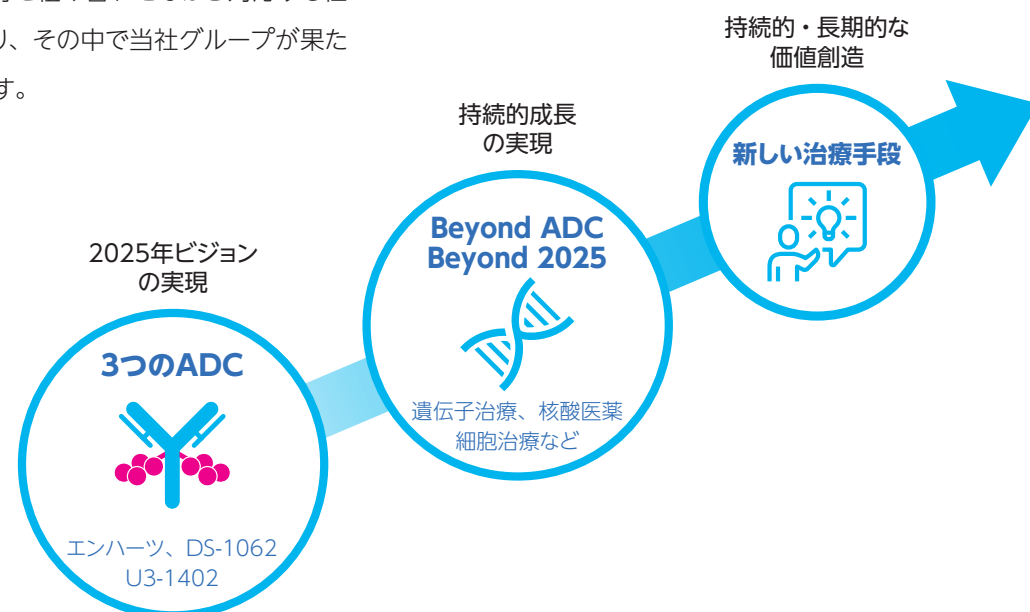 り、その中で当社グループが果た
す。
2025年ビジョン
の実現
3つのADC
エンハーツ、DS-1062
U3-1402
持続的成長
の実現
Beyond ADC
Beyond 2025
遺伝子治療、核酸医薬
細胞治療など
持続的・長期的な
価値創造
新しい治療手段